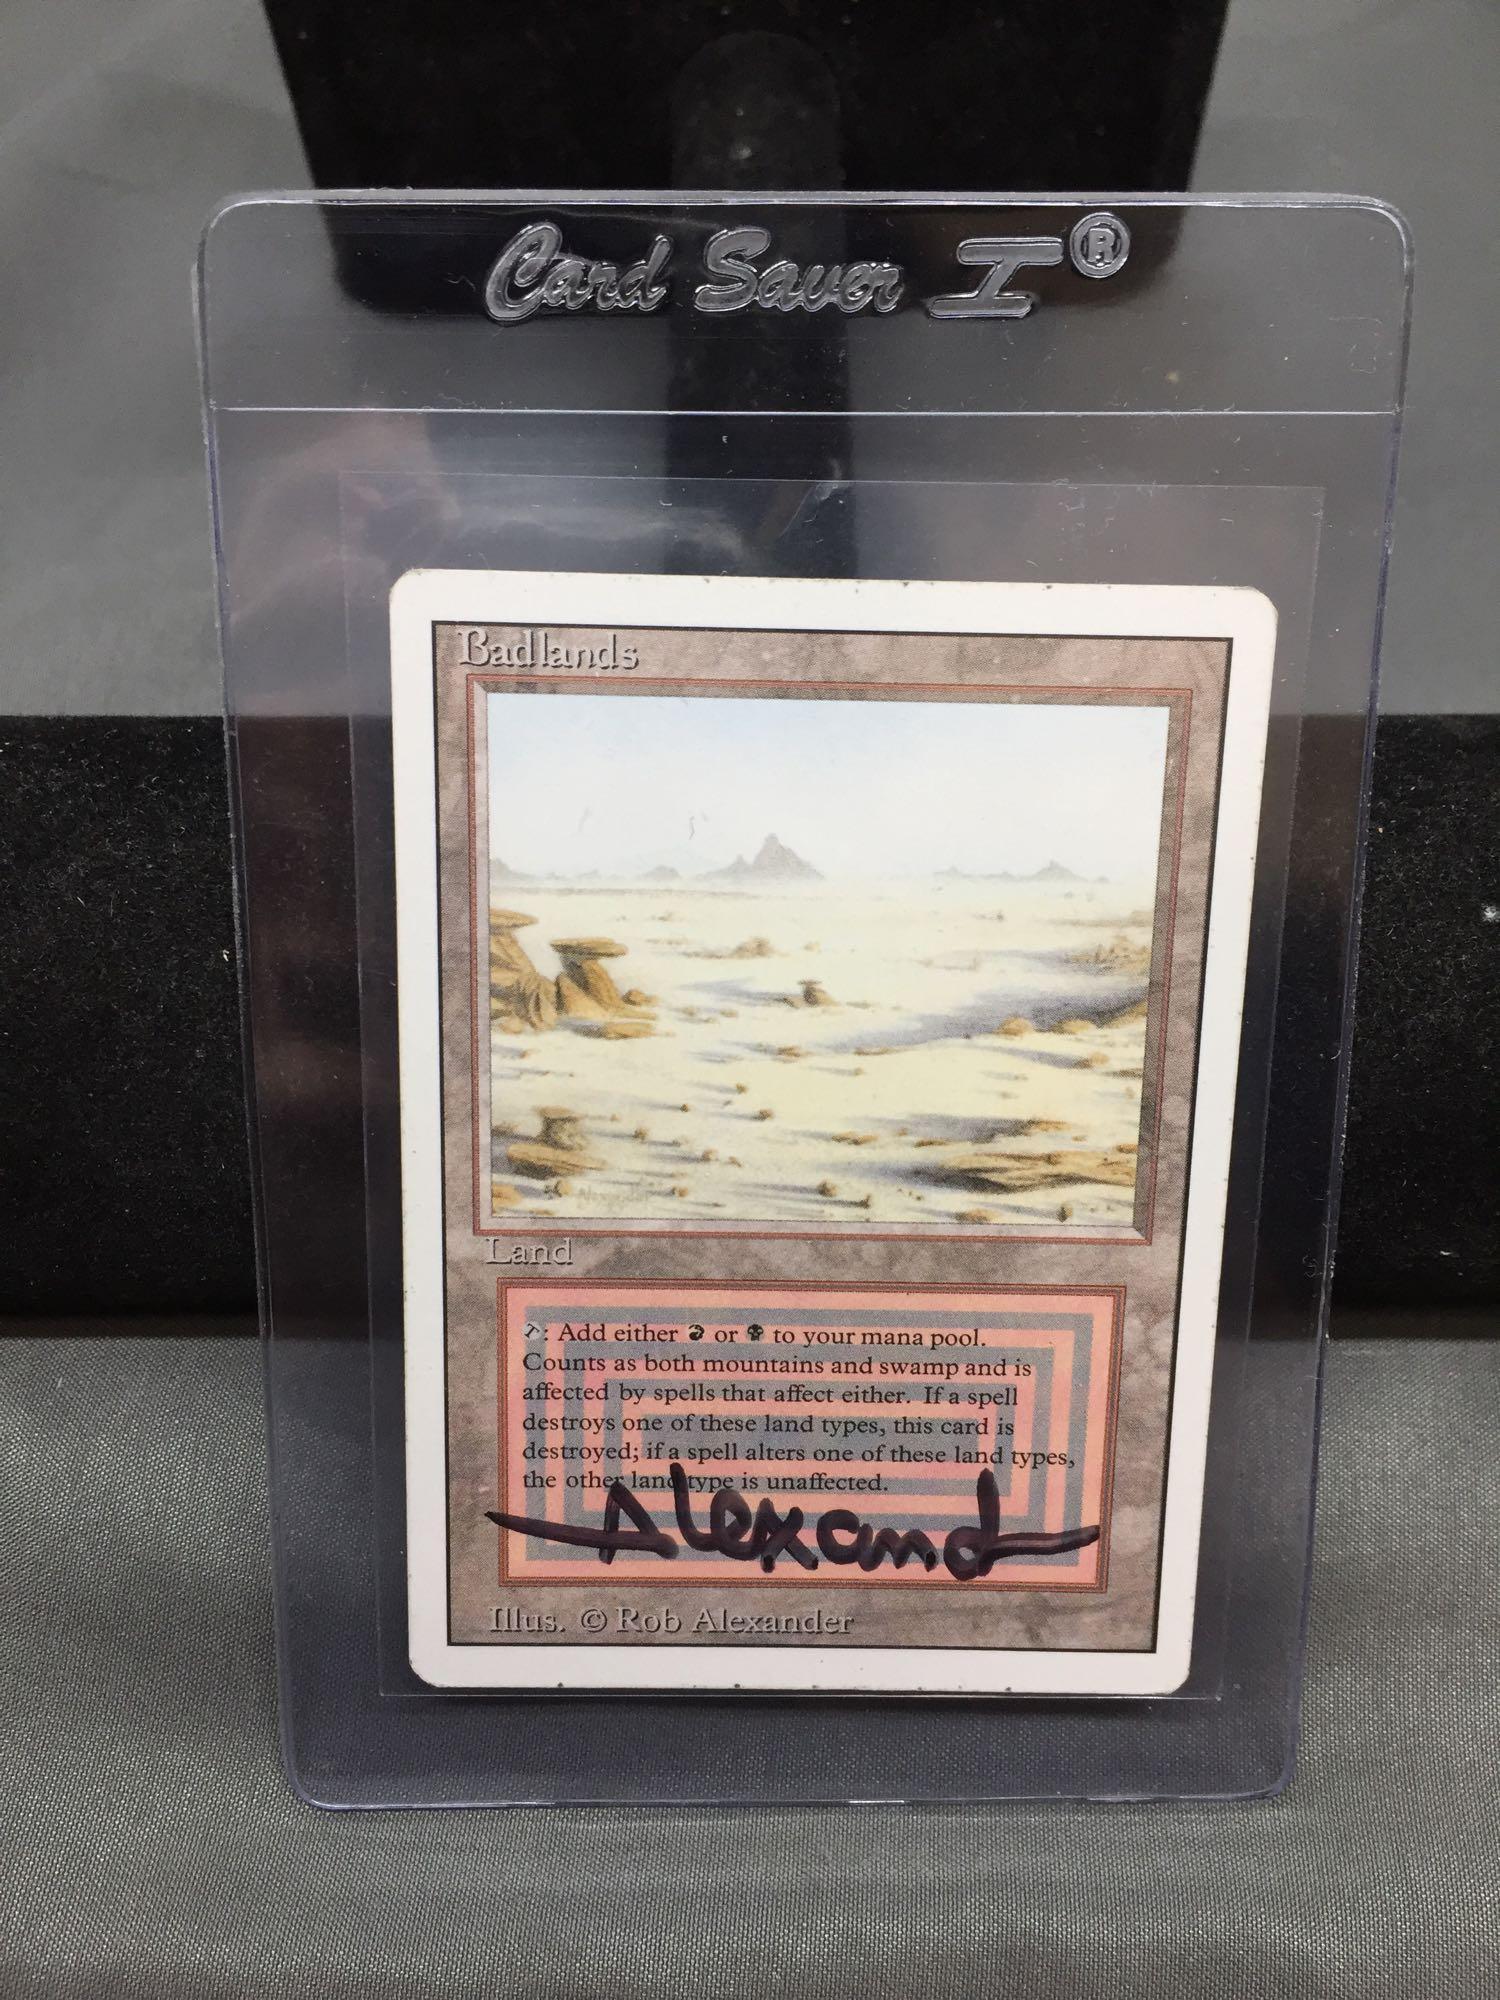 Card Saver I®
Badlands
Alexander
Land
T: Add either or to your mana pool.
Counts as both mountains and swamp and is
affected by spells that affect either. If a spell
destroys one of these land types, this card is
destroyed; if a spell alters one of these land types,
the other land type is unaffected.
Alexand
Illus. © Rob Alexander